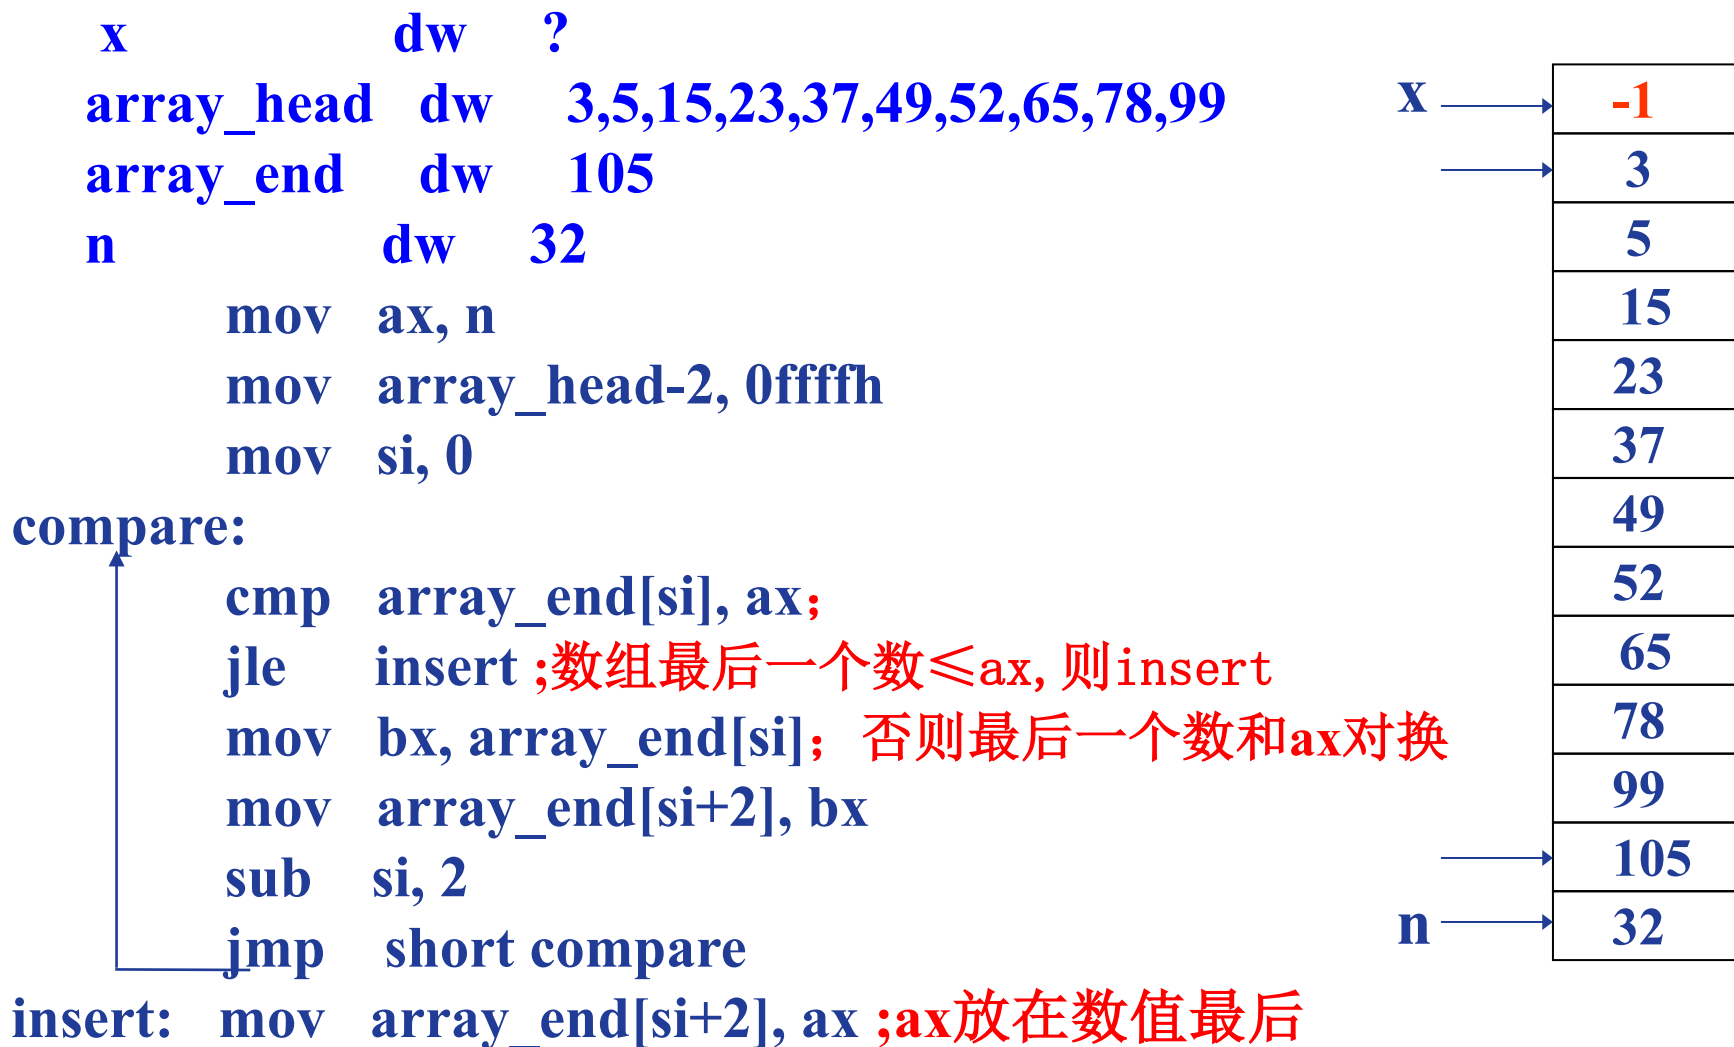 x dw ?
array_head dw 3,5,15,23,37,49,52,65,78,99
array_end dw 105
n dw 32
mov ax, n
mov array_head-2, 0ffffh
mov si, 0
compare:
cmp array_end[si], ax；
jle insert ;数组最后一个数≤ax,则insert
mov bx, array_end[si]；否则最后一个数和ax对换
mov array_end[si+2], bx
sub si, 2
jmp short compare
insert: mov array_end[si+2], ax ;ax放在数值最后
x
-1
3
5
15
23
37
49
52
65
78
99
105
n
32